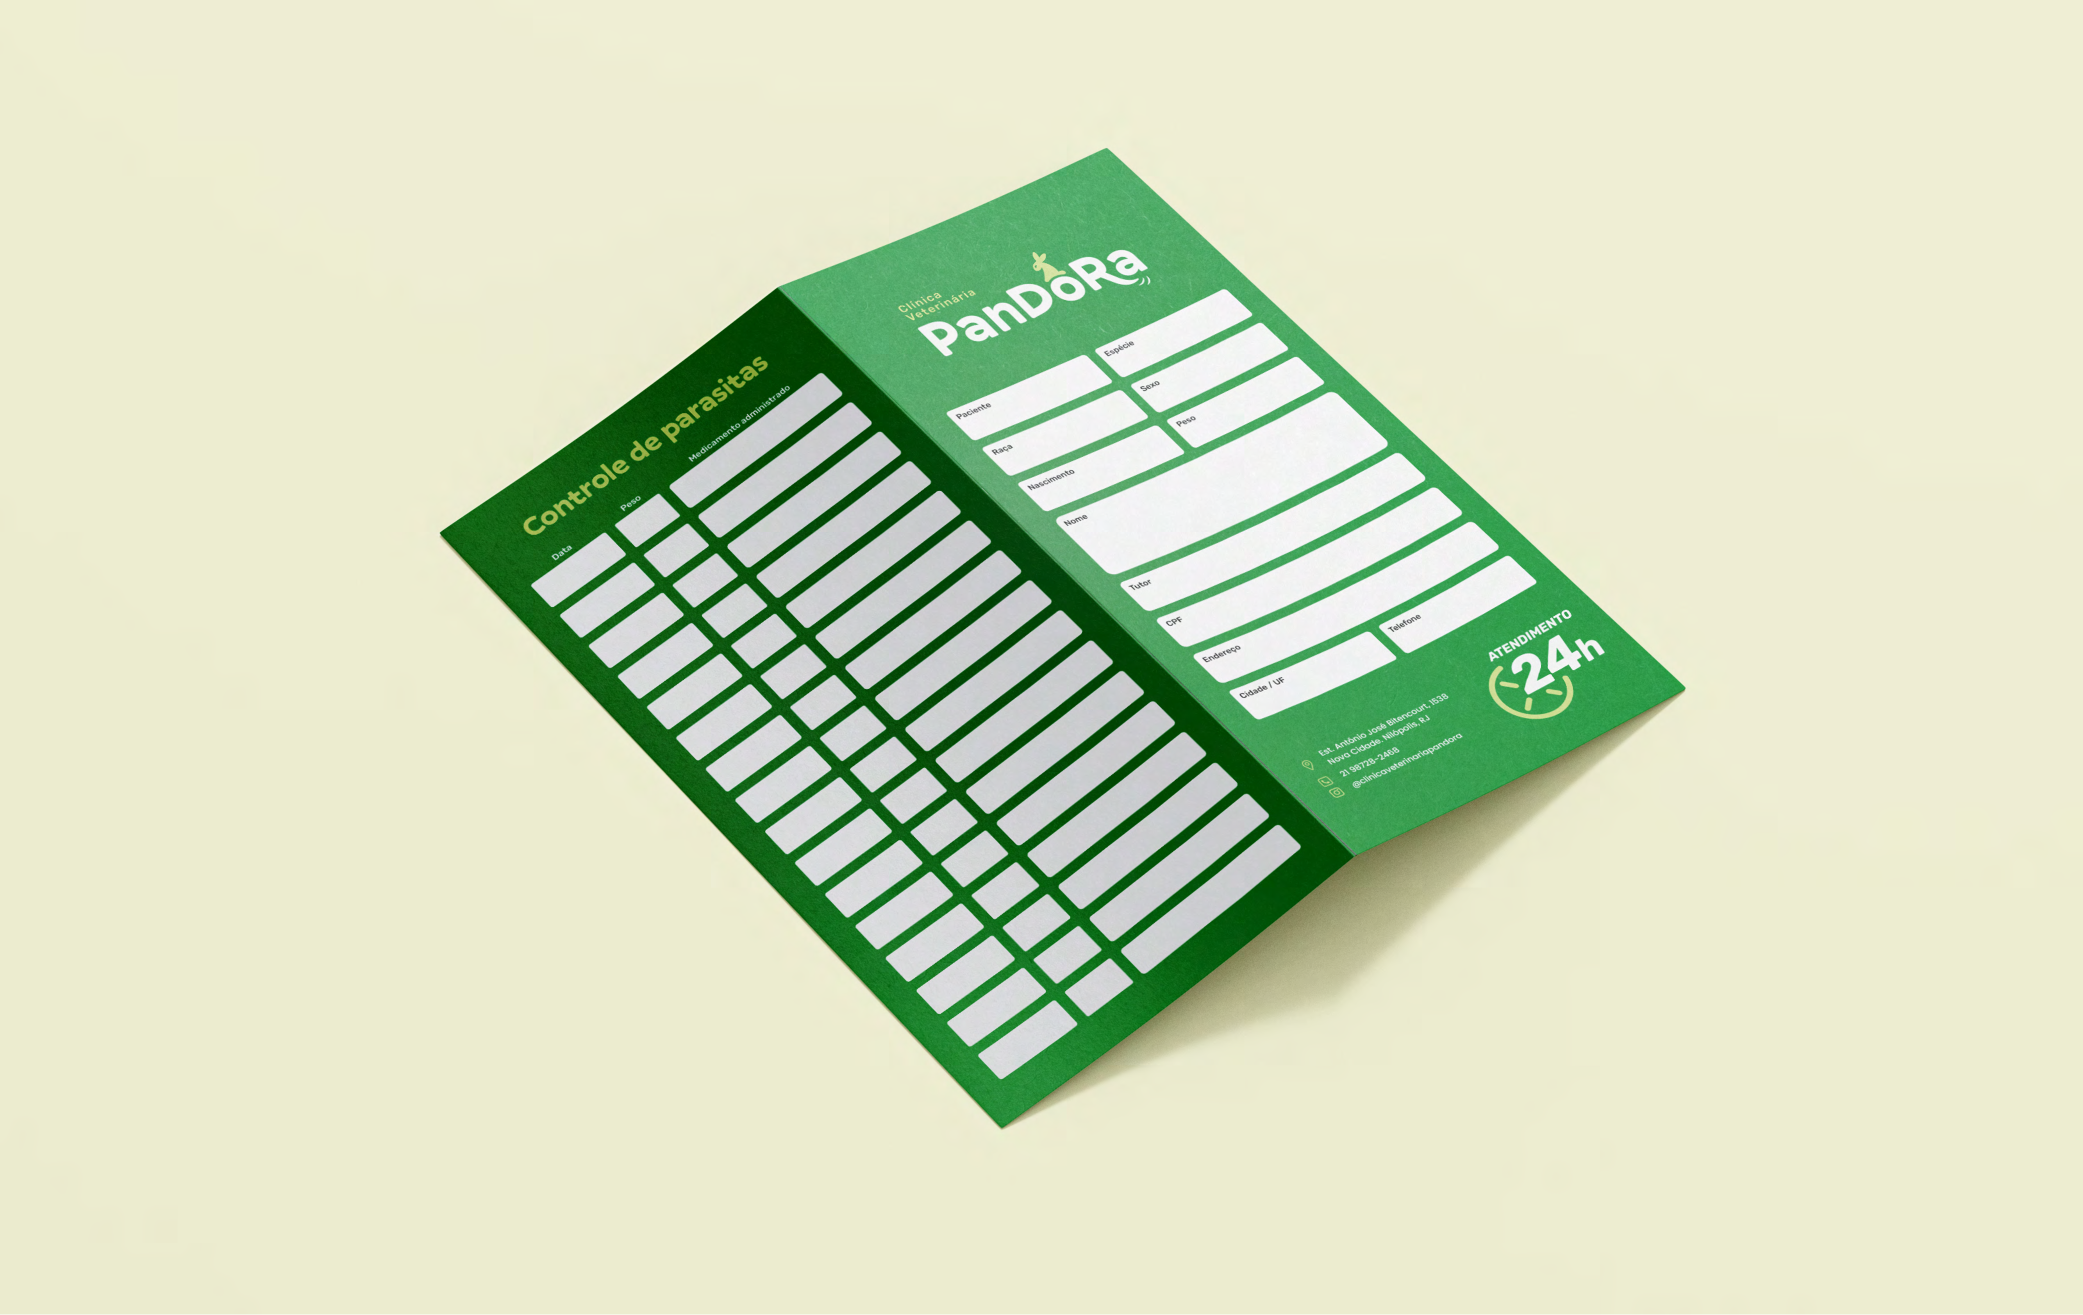 Controle de parasitas
Data
Peso
Medicamento administrado
Clínica
Veterinária
PanDoRa
Paciente
Espécie
Raça
Sexo
Nascimento
Peso
Nome
Tutor
CPF
Endereço
Cidade / UF
Telefone
Est. Antônio José Bitencourt, 1538
Nova Cidade. Nilópolis, RJ
21 98728-2468
@clinicaveterinariapandora
ATENDIMENTO
24h